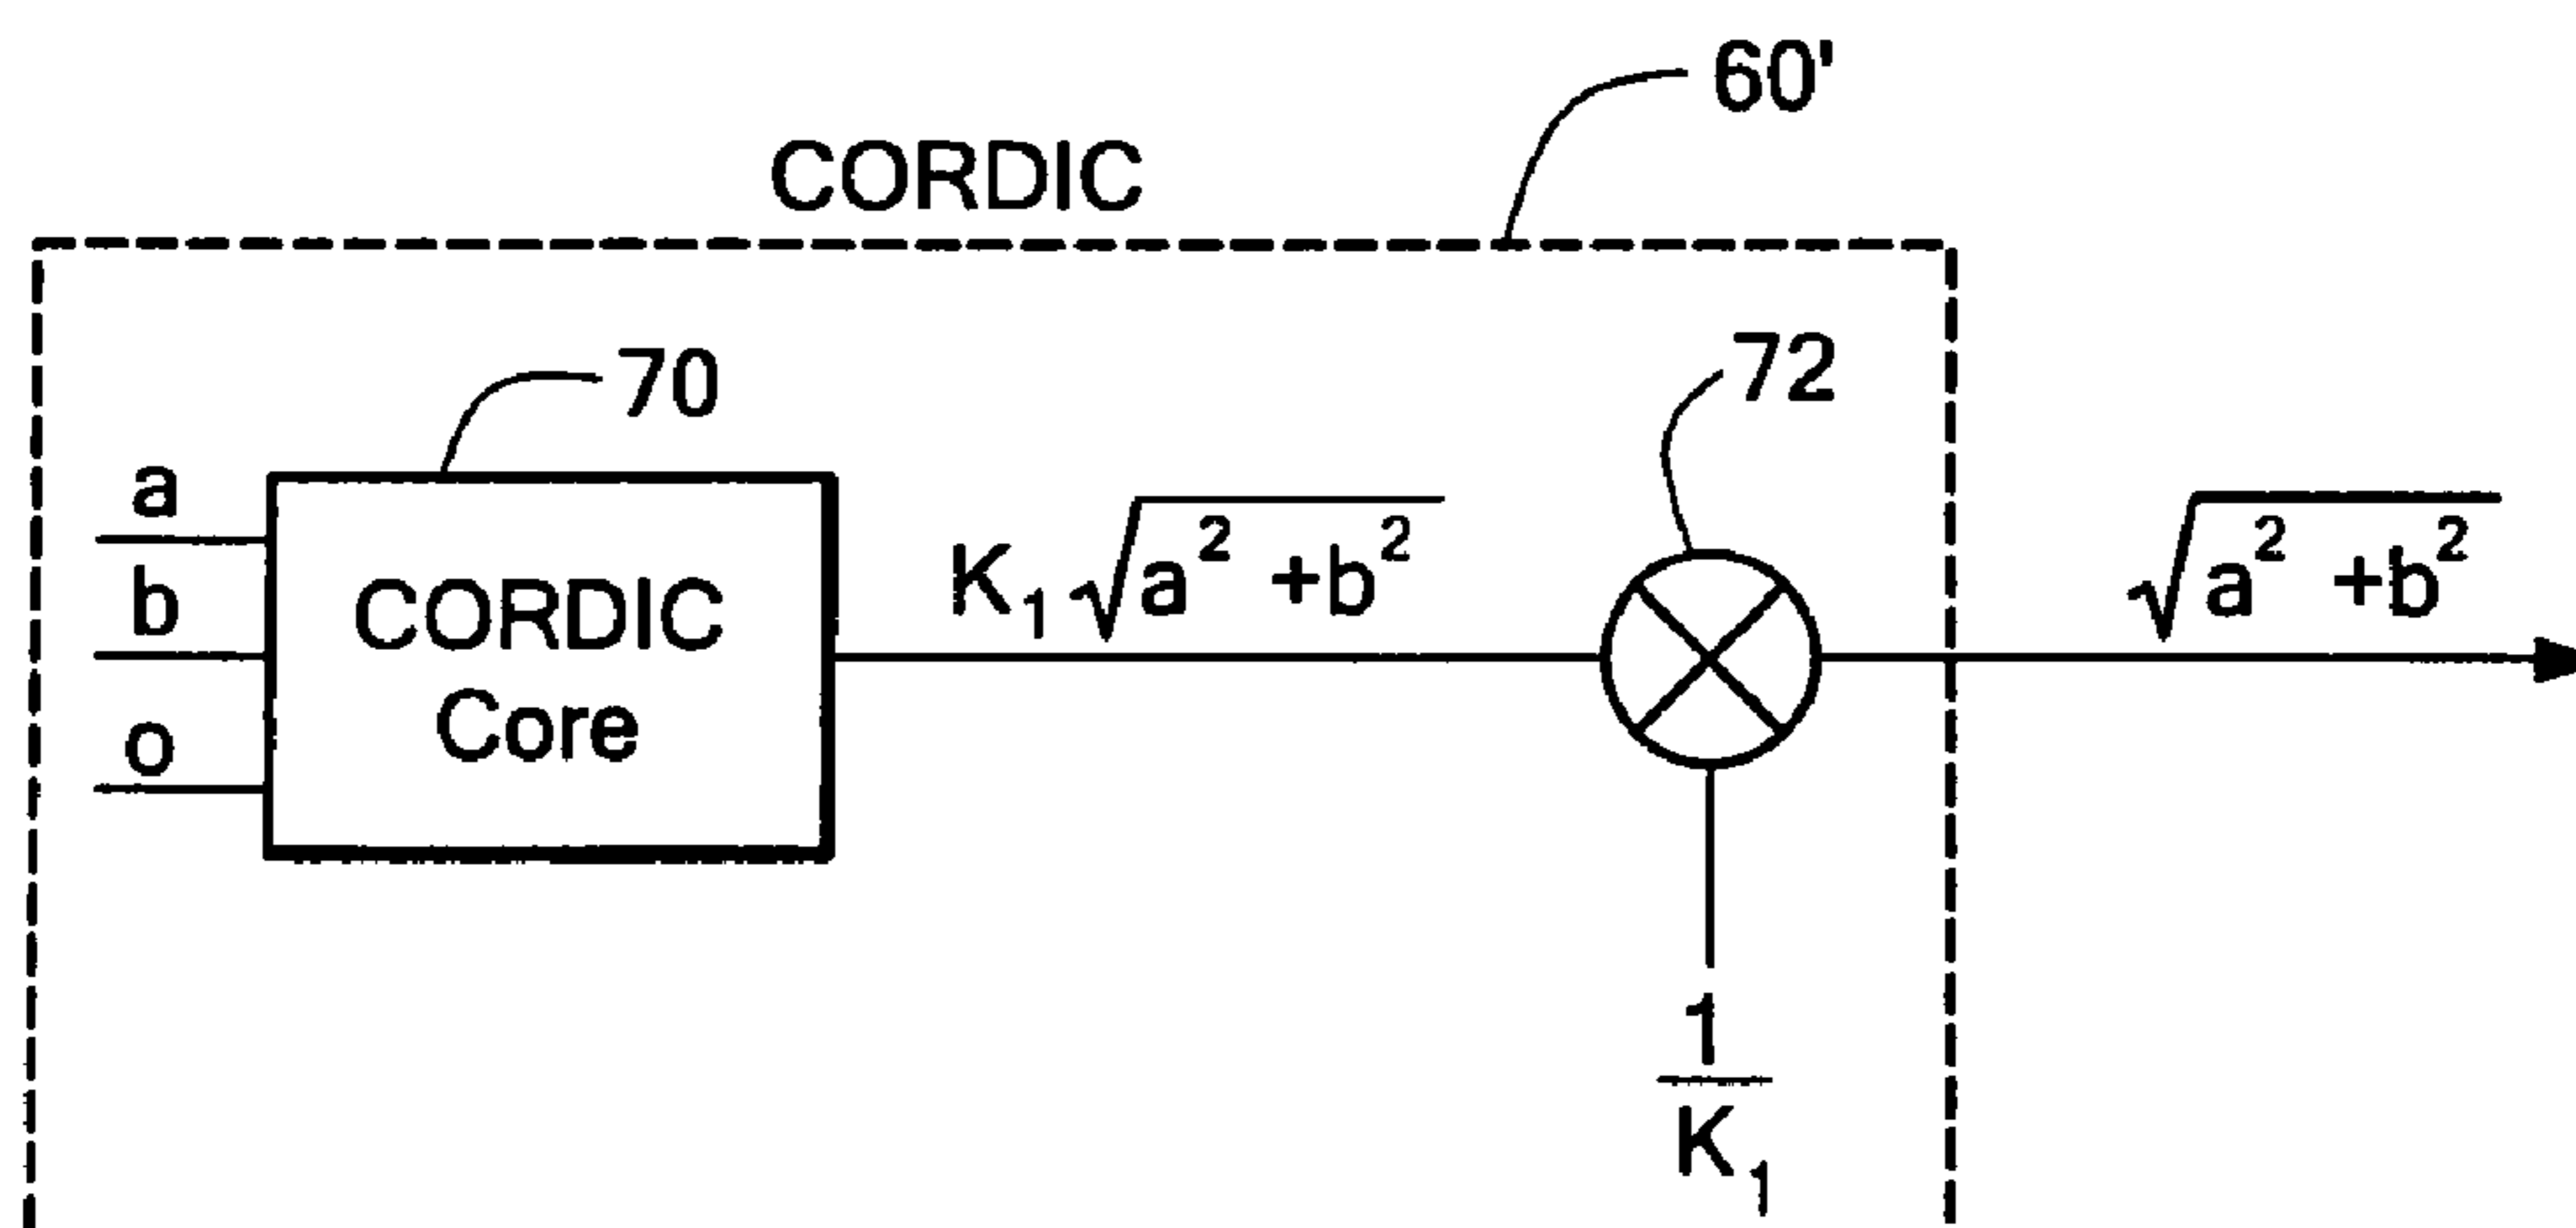 60'
CORDIC
70
72
a
b
o
CORDIC
Core
K₁√(a² +b²)
√(a² +b²)
1
K₁